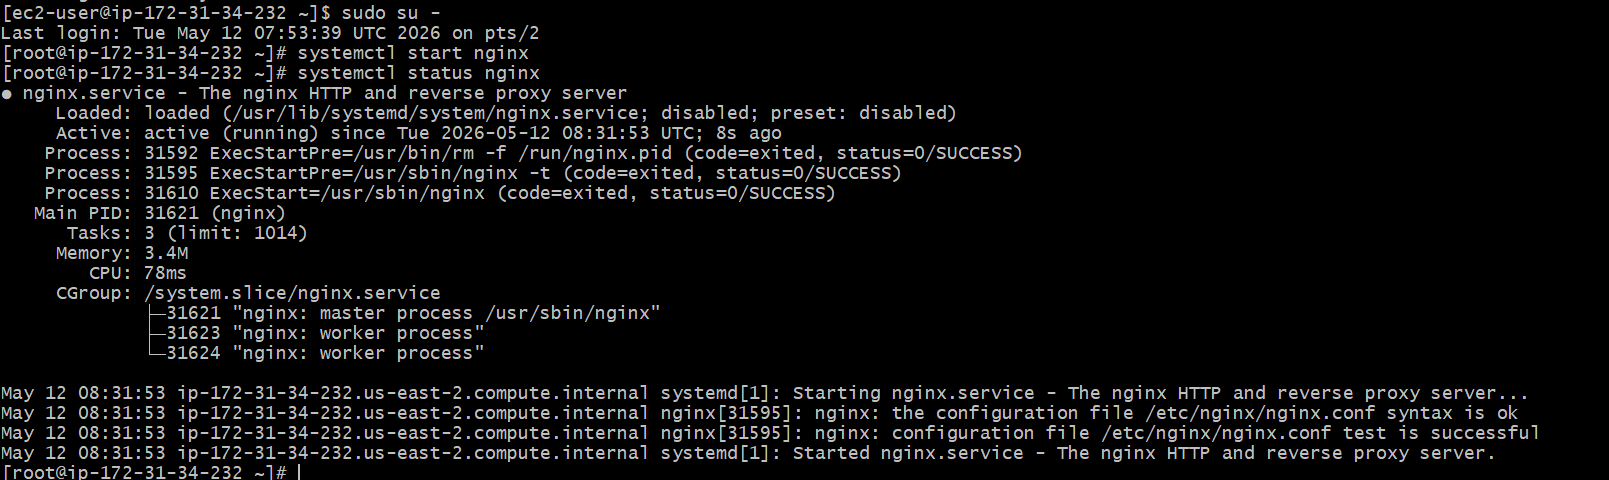 [ec2-user@ip-172-31-34-232 ~]$ sudo su -
Last login: Tue May 12 07:53:39 UTC 2026 on pts/2
[root@ip-172-31-34-232 ~]# systemctl start nginx
[root@ip-172-31-34-232 ~]# systemctl status nginx
● nginx.service - The nginx HTTP and reverse proxy server
     Loaded: loaded (/usr/lib/systemd/system/nginx.service; disabled; preset: disabled)
     Active: active (running) since Tue 2026-05-12 08:31:53 UTC; 8s ago
    Process: 31592 ExecStartPre=/usr/bin/rm -f /run/nginx.pid (code=exited, status=0/SUCCESS)
    Process: 31595 ExecStartPre=/usr/sbin/nginx -t (code=exited, status=0/SUCCESS)
    Process: 31610 ExecStart=/usr/sbin/nginx (code=exited, status=0/SUCCESS)
   Main PID: 31621 (nginx)
      Tasks: 3 (limit: 1014)
     Memory: 3.4M
        CPU: 78ms
     CGroup: /system.slice/nginx.service
             ├─31621 "nginx: master process /usr/sbin/nginx"
             ├─31623 "nginx: worker process"
             └─31624 "nginx: worker process"

May 12 08:31:53 ip-172-31-34-232.us-east-2.compute.internal systemd[1]: Starting nginx.service - The nginx HTTP and reverse proxy server...
May 12 08:31:53 ip-172-31-34-232.us-east-2.compute.internal nginx[31595]: nginx: the configuration file /etc/nginx/nginx.conf syntax is ok
May 12 08:31:53 ip-172-31-34-232.us-east-2.compute.internal nginx[31595]: nginx: configuration file /etc/nginx/nginx.conf test is successful
May 12 08:31:53 ip-172-31-34-232.us-east-2.compute.internal systemd[1]: Started nginx.service - The nginx HTTP and reverse proxy server.
[root@ip-172-31-34-232 ~]#